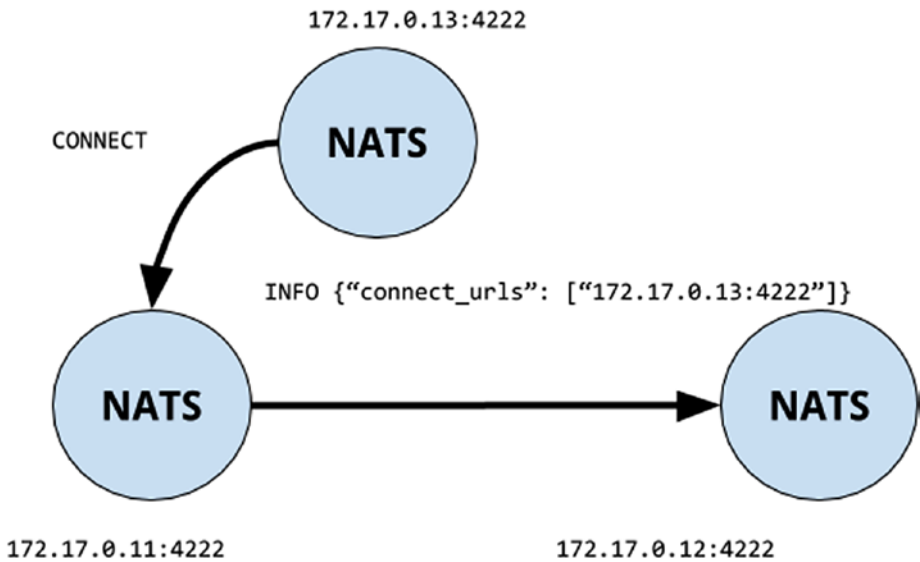 172.17.0.13:4222
NATS
CONNECT
INFO {“connect_urls”: [“172.17.0.13:4222”]}
NATS
NATS
172.17.0.11:4222
172.17.0.12:4222